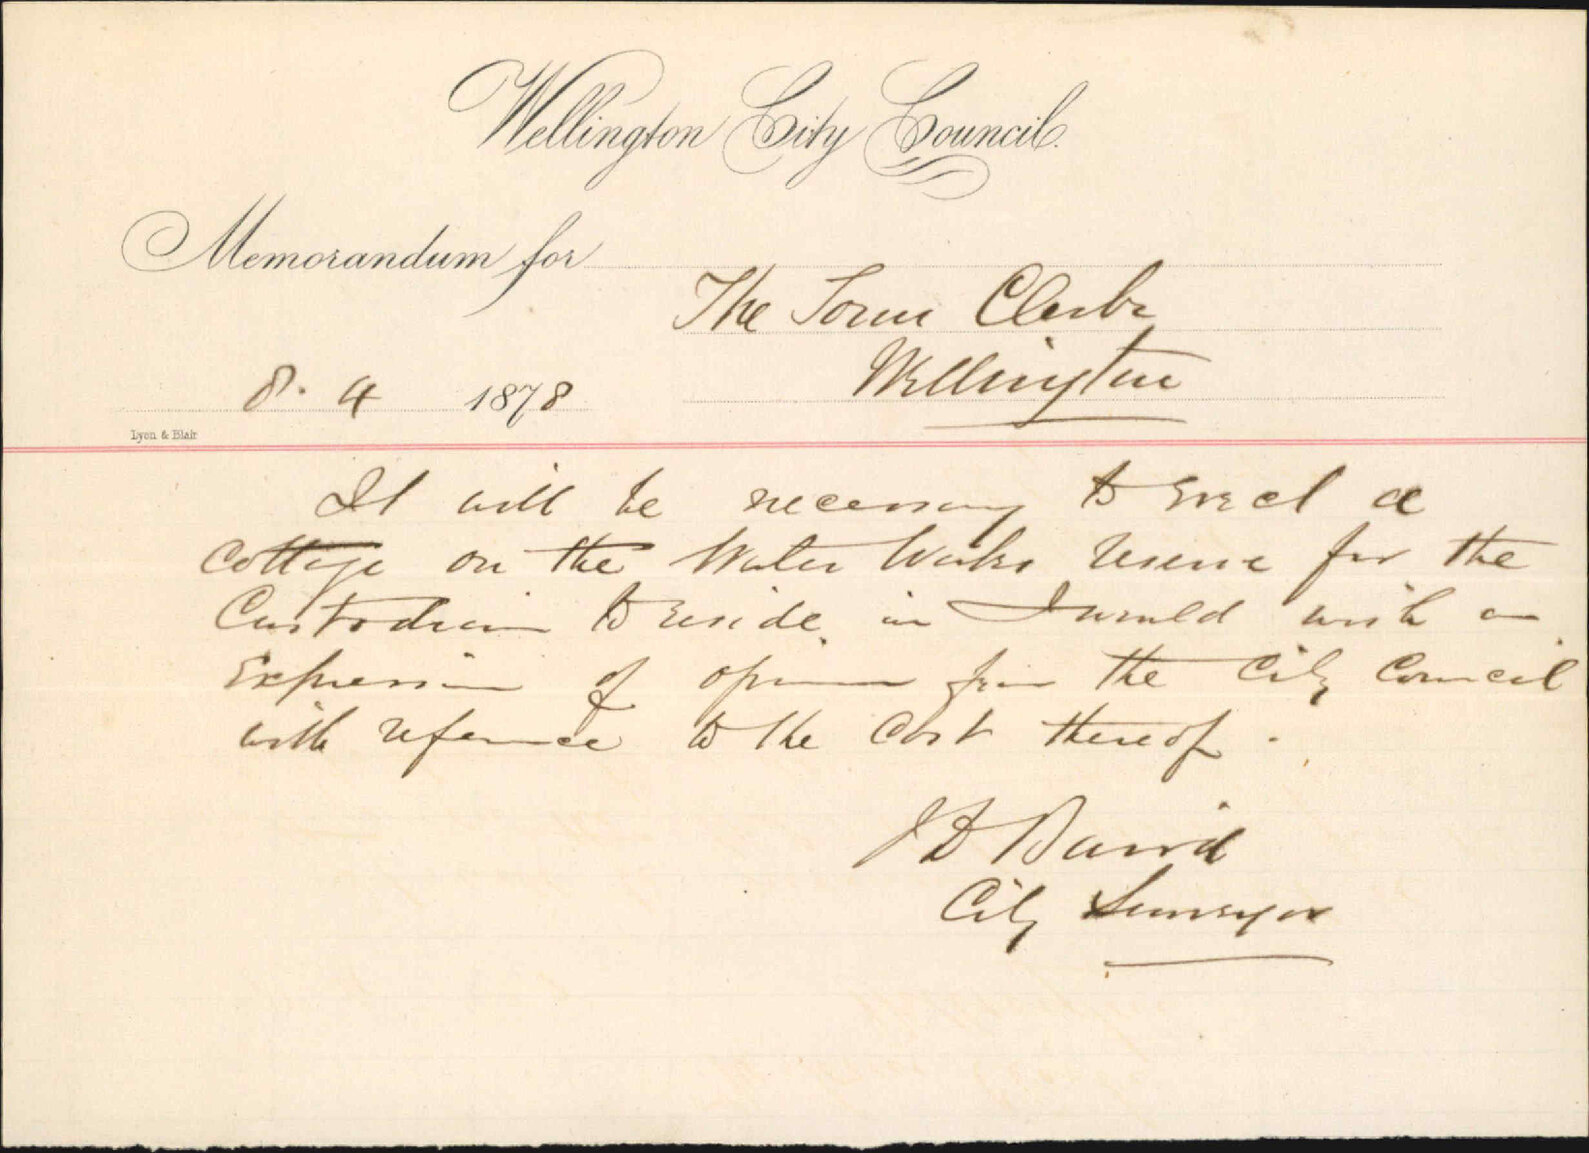 Wellington City Council.
Memorandum for
The Town Clerk
Wellington
8. 4 1878
Lyon & Blair
It will be necessary to erect a
Cottage on the Water Works reserve for the
Custodian to reside in I would wish an
Expression of opinion from the City Council
with reference to the Cost thereof.
J D Baird
City Surveyor